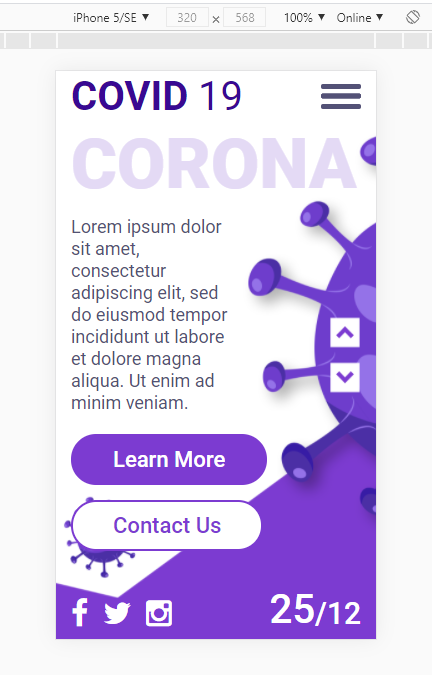 iPhone 5/SE ▼ 320 × 568 100% ▼ Online ▼
COVID 19
CORONA
Lorem ipsum dolor
sit amet,
consectetur
adipiscing elit, sed
do eiusmod tempor
incididunt ut labore
et dolore magna
aliqua. Ut enim ad
minim veniam.
Learn More
Contact Us
25/12